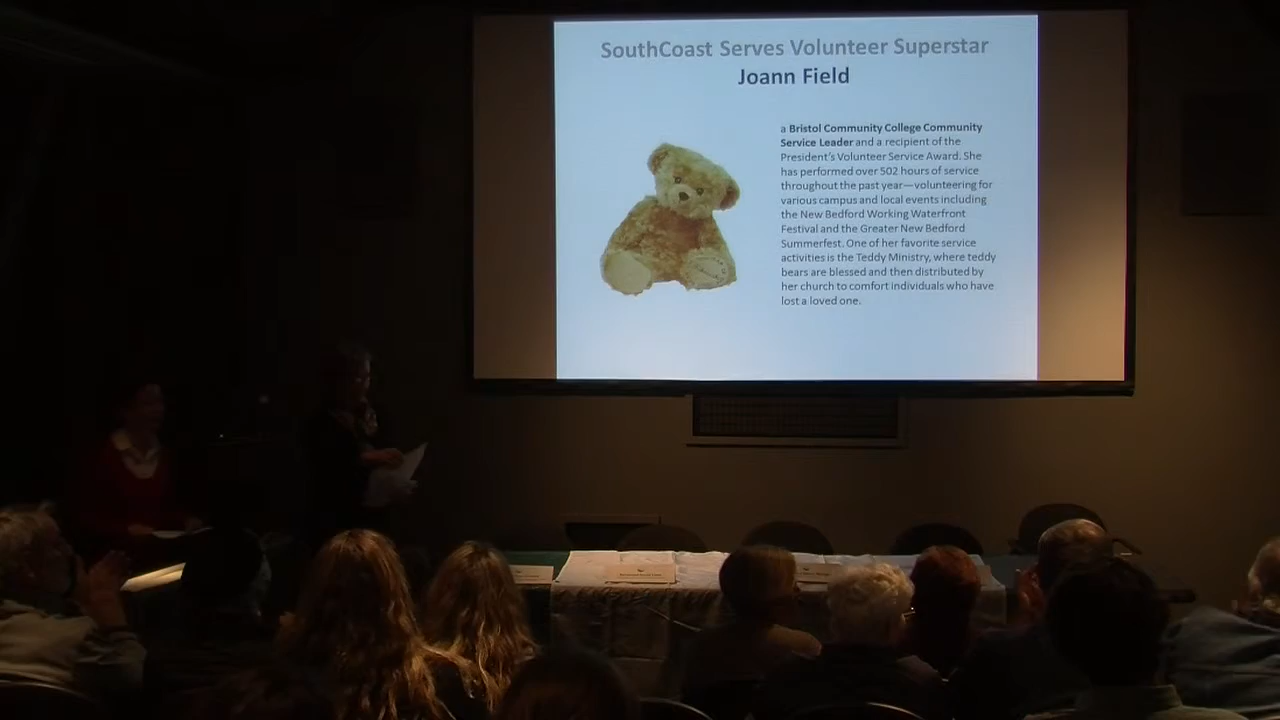 SouthCoast Serves Volunteer Superstar
Joann Field
a Bristol Community College Community
Service Leader and a recipient of the
President's Volunteer Service Award. She
has performed over 502 hours of service
throughout the past year—volunteering for
various campus and local events including
the New Bedford Working Waterfront
Festival and the Greater New Bedford
Summerfest. One of her favorite service
activities is the Teddy Ministry, where teddy
bears are blessed and then distributed by
her church to comfort individuals who have
lost a loved one.